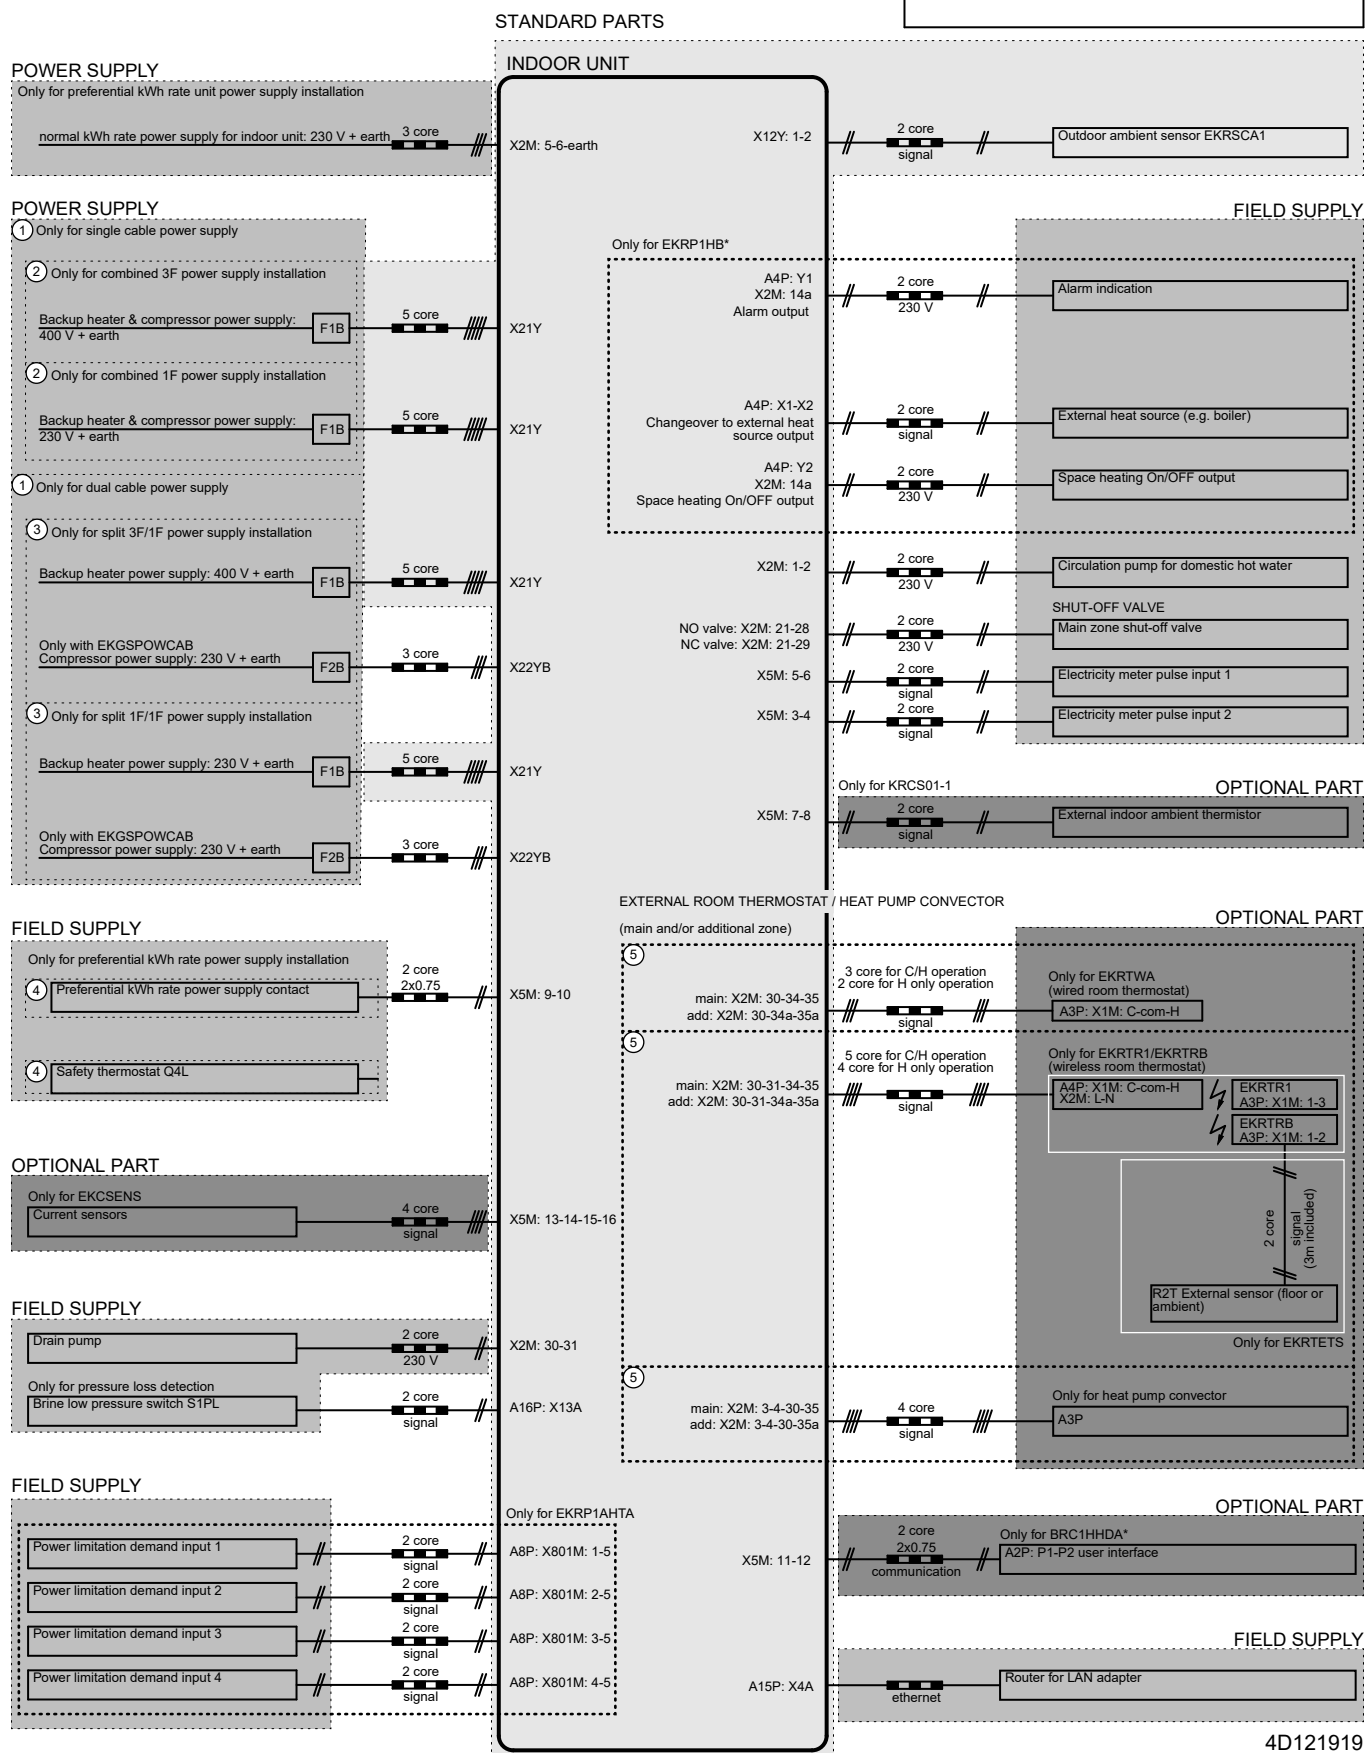 STANDARD PARTS
POWER SUPPLY
Only for preferential kWh rate unit power supply installation
normal kWh rate power supply for indoor unit: 230 V + earth
3 core
INDOOR UNIT
X2M: 5-6-earth
X12Y: 1-2
2 core
signal
Outdoor ambient sensor EKRSCA1
POWER SUPPLY
1 Only for single cable power supply
2 Only for combined 3F power supply installation
Backup heater & compressor power supply:
400 V + earth
F1B
5 core
X21Y
2 Only for combined 1F power supply installation
Backup heater & compressor power supply:
230 V + earth
F1B
5 core
X21Y
1 Only for dual cable power supply
3 Only for split 3F/1F power supply installation
Backup heater power supply: 400 V + earth
F1B
5 core
X21Y
Only with EKGSPOWCAB
Compressor power supply: 230 V + earth
F2B
3 core
X22YB
3 Only for split 1F/1F power supply installation
Backup heater power supply: 230 V + earth
F1B
5 core
X21Y
Only with EKGSPOWCAB
Compressor power supply: 230 V + earth
F2B
3 core
X22YB
FIELD SUPPLY
Only for EKRP1HB*
A4P: Y1
X2M: 14a
Alarm output
2 core
230 V
Alarm indication
A4P: X1-X2
Changeover to external heat
source output
2 core
signal
External heat source (e.g. boiler)
A4P: Y2
X2M: 14a
Space heating On/OFF output
2 core
230 V
Space heating On/OFF output
X2M: 1-2
2 core
230 V
Circulation pump for domestic hot water
SHUT-OFF VALVE
NO valve: X2M: 21-28
NC valve: X2M: 21-29
2 core
230 V
Main zone shut-off valve
X5M: 5-6
2 core
signal
Electricity meter pulse input 1
X5M: 3-4
2 core
signal
Electricity meter pulse input 2
Only for KRCS01-1
OPTIONAL PART
X5M: 7-8
2 core
signal
External indoor ambient thermistor
FIELD SUPPLY
Only for preferential kWh rate power supply installation
4 Preferential kWh rate power supply contact
2 core
2x0.75
X5M: 9-10
4 Safety thermostat Q4L
OPTIONAL PART
Only for EKCSENS
Current sensors
4 core
signal
X5M: 13-14-15-16
FIELD SUPPLY
Drain pump
2 core
230 V
X2M: 30-31
Only for pressure loss detection
Brine low pressure switch S1PL
2 core
signal
A16P: X13A
FIELD SUPPLY
Only for EKRP1AHTA
Power limitation demand input 1
2 core
signal
A8P: X801M: 1-5
Power limitation demand input 2
2 core
signal
A8P: X801M: 2-5
Power limitation demand input 3
2 core
signal
A8P: X801M: 3-5
Power limitation demand input 4
2 core
signal
A8P: X801M: 4-5
EXTERNAL ROOM THERMOSTAT / HEAT PUMP CONVECTOR
(main and/or additional zone)
OPTIONAL PART
5
main: X2M: 30-34-35
add: X2M: 30-34a-35a
3 core for C/H operation
2 core for H only operation
signal
Only for EKRTWA
(wired room thermostat)
A3P: X1M: C-com-H
5
main: X2M: 30-31-34-35
add: X2M: 30-31-34a-35a
5 core for C/H operation
4 core for H only operation
signal
Only for EKRTR1/EKRTRB
(wireless room thermostat)
A4P: X1M: C-com-H
X2M: L-N
EKRTR1
A3P: X1M: 1-3
EKRTRB
A3P: X1M: 1-2
2 core
signal
(3m included)
R2T External sensor (floor or
ambient)
Only for EKRTETS
5
main: X2M: 3-4-30-35
add: X2M: 3-4-30-35a
4 core
signal
Only for heat pump convector
A3P
OPTIONAL PART
X5M: 11-12
2 core
2x0.75
communication
Only for BRC1HHDA*
A2P: P1-P2 user interface
FIELD SUPPLY
A15P: X4A
ethernet
Router for LAN adapter
4D121919